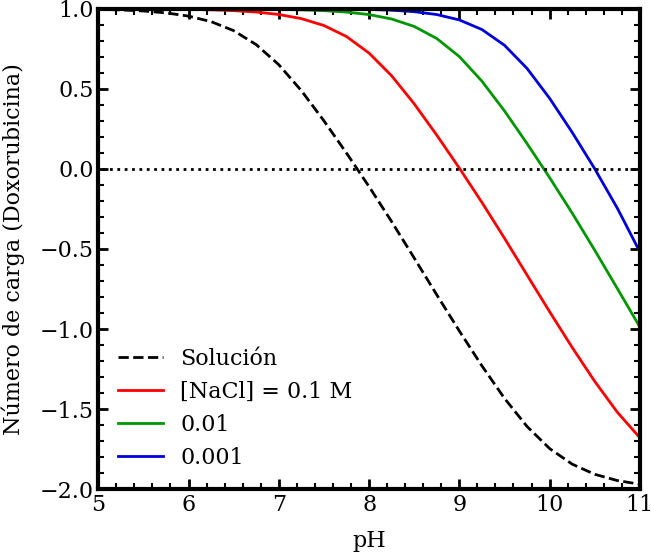 Número de carga (Doxorubicina)
1.0
0.5
0.0
−0.5
−1.0
−1.5
−2.0
Solución
[NaCl] = 0.1 M
0.01
0.001
5 6 7 8 9 10 11
pH